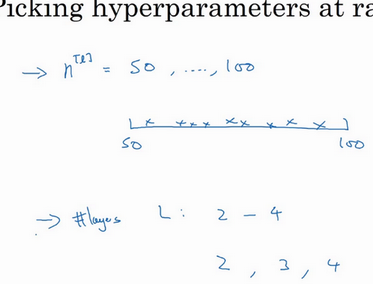 Picking hyperparameters at ra
→ n[l] = 50 , ...., 100
50 100
→ #layers L : 2 - 4
2 , 3 , 4